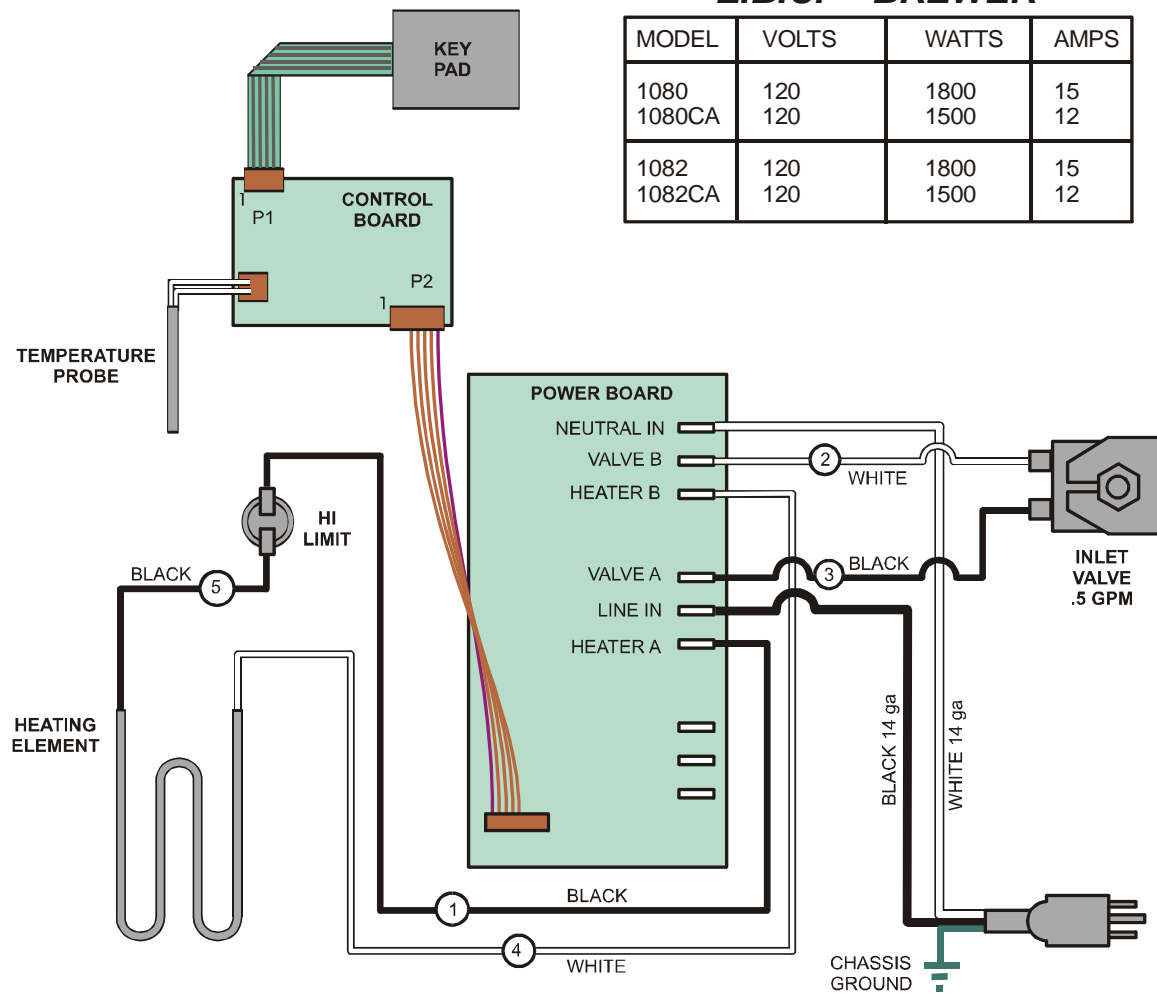 BREWER
KEY
PAD
MODEL VOLTS WATTS AMPS
1080 120 1800 15
1080CA 120 1500 12
1082 120 1800 15
1082CA 120 1500 12
1
P1
CONTROL
BOARD
P2
1
TEMPERATURE
PROBE
POWER BOARD
NEUTRAL IN
VALVE B
HEATER B
VALVE A
LINE IN
HEATER A
2
WHITE
3
BLACK
INLET
VALVE
.5 GPM
HI
LIMIT
BLACK
5
HEATING
ELEMENT
BLACK 14 ga
WHITE 14 ga
1
BLACK
4
WHITE
CHASSIS
GROUND